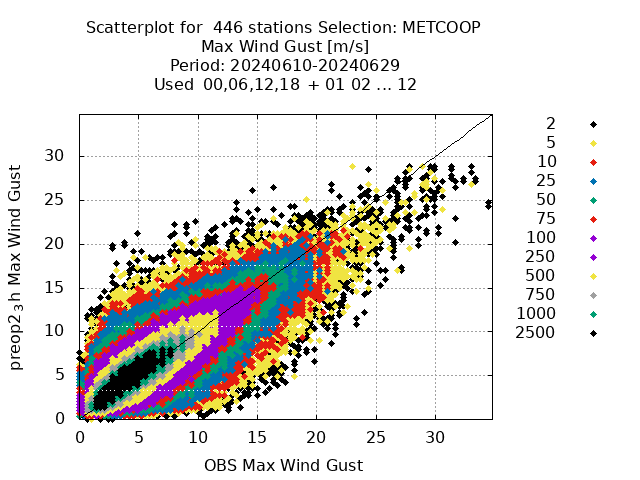 Scatterplot for 446 stations Selection: METCOOP
Max Wind Gust [m/s]
Period: 20240610-20240629
Used 00,06,12,18 + 01 02 ... 12
preop2 3h Max Wind Gust
30
25
20
15
10
5
0
0 5 10 15 20 25 30
OBS Max Wind Gust
2
5
10
25
50
75
100
250
500
750
1000
2500